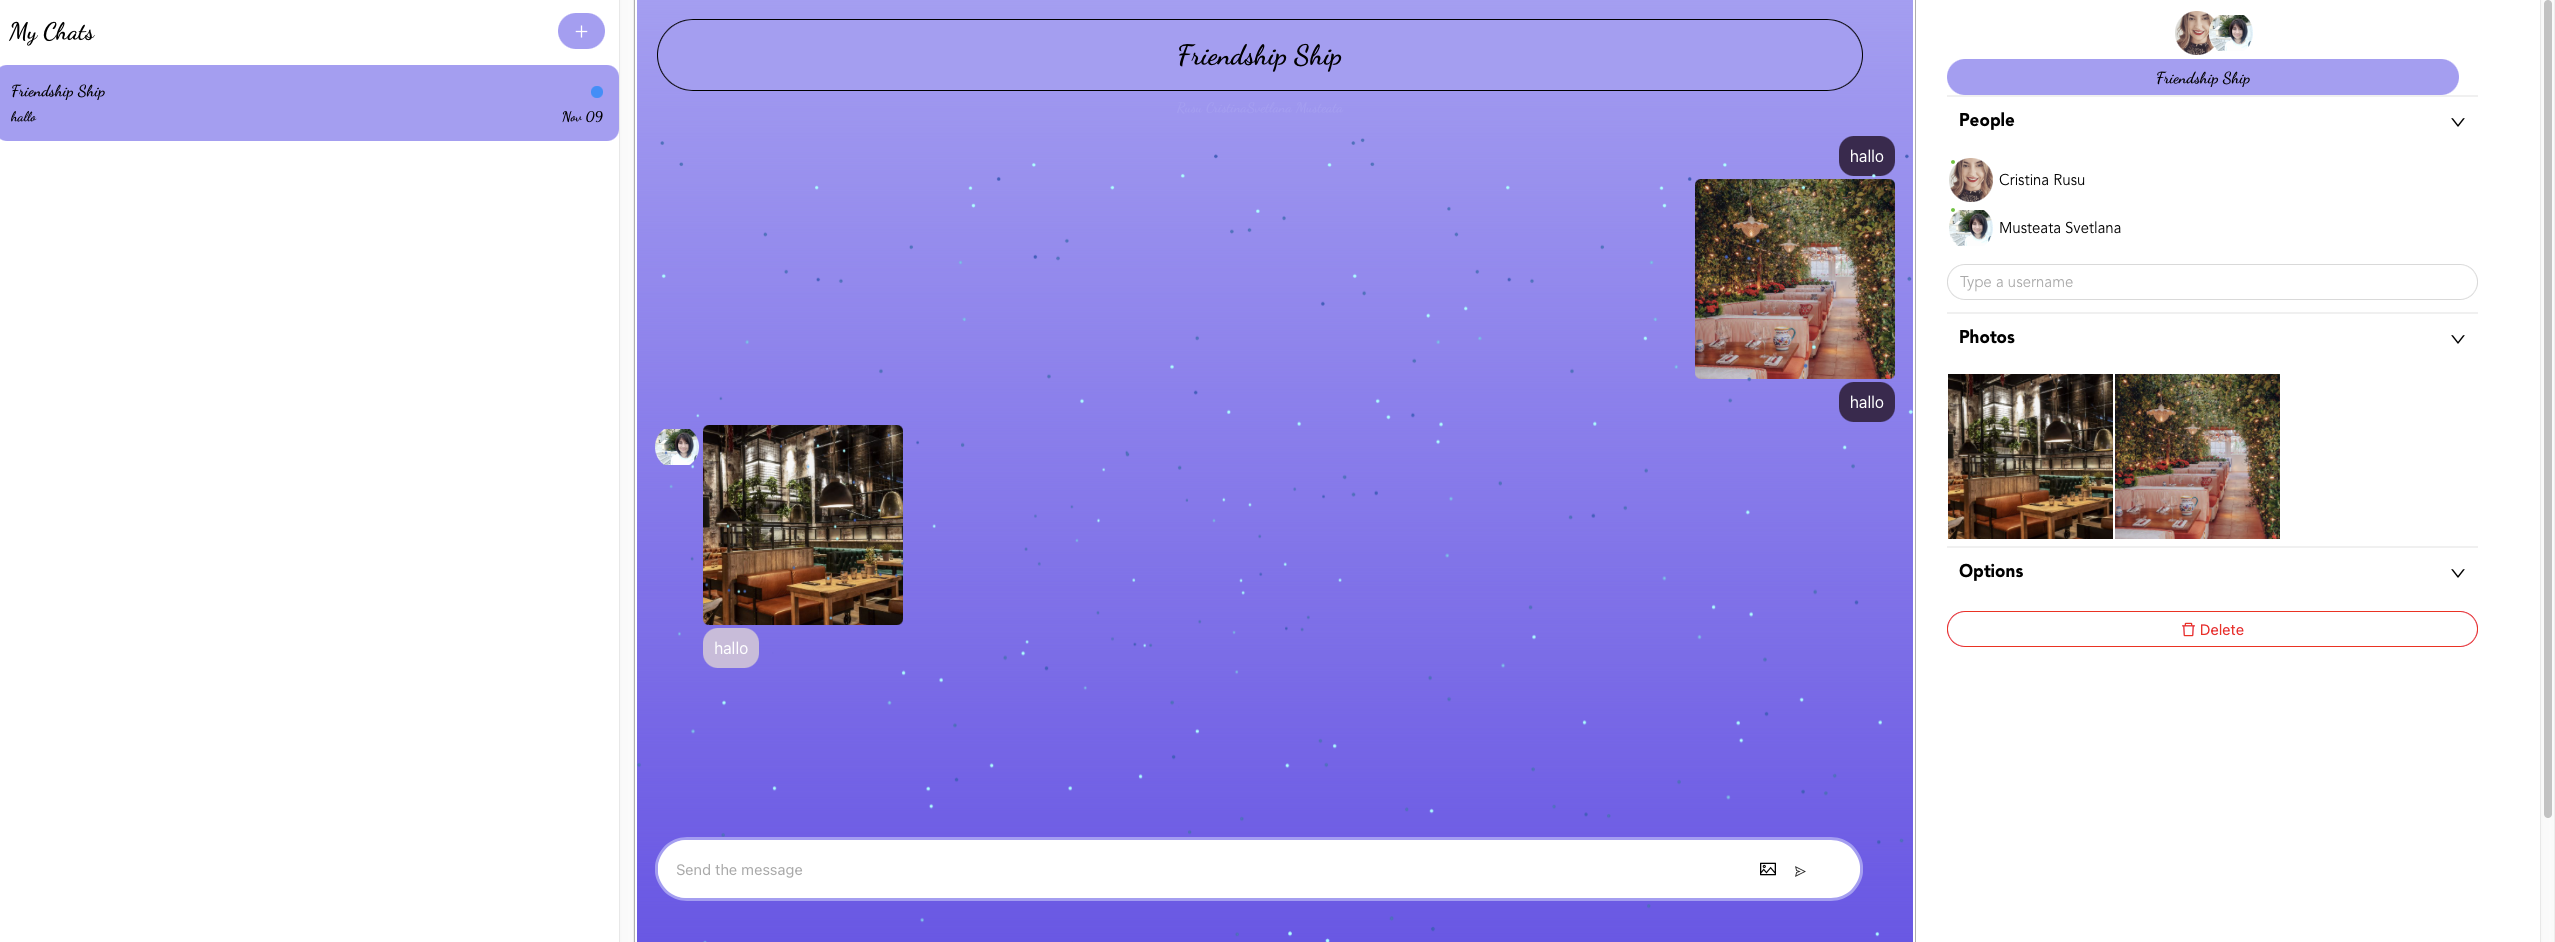 My Chats
Friendship Ship
hallo
Nov 09
Friendship Ship
hallo
hallo
hallo
Send the message
Friendship Ship
People
Cristina Rusu
Musteata Svetlana
Type a username
Photos
Options
Delete